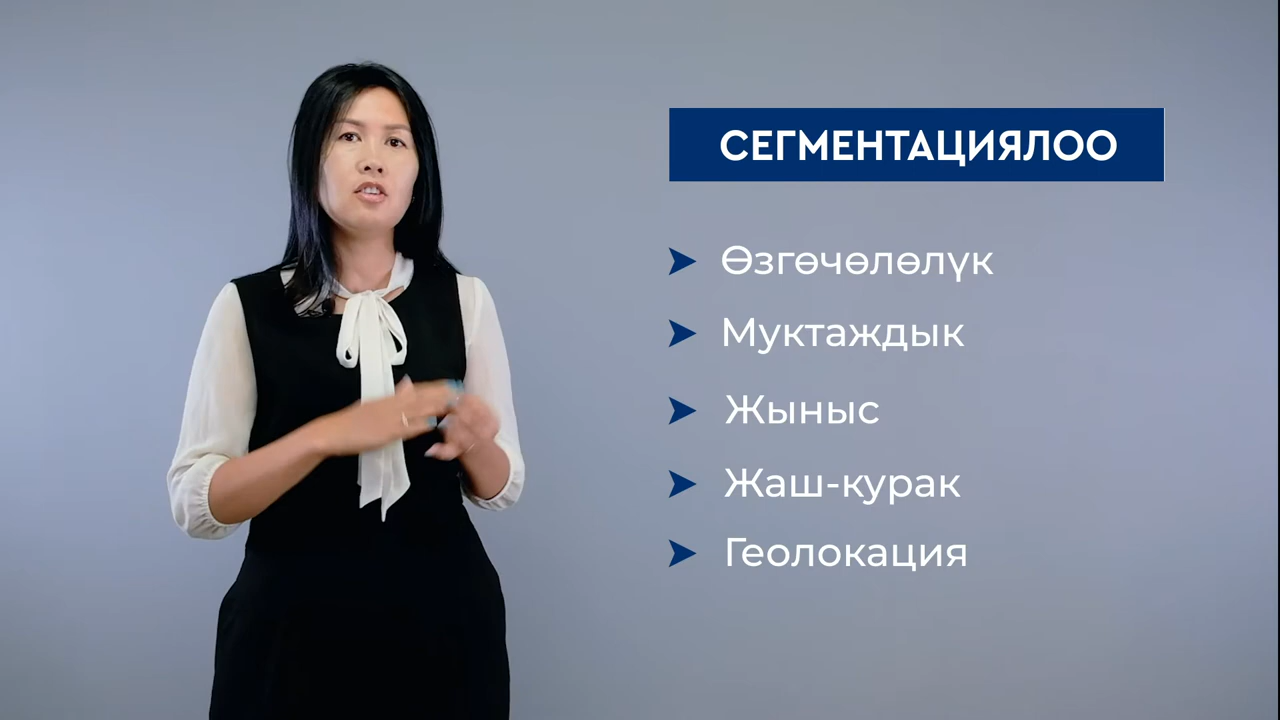 СЕГМЕНТАЦИЯЛОО
Өзгөчөлөлүк
Муктаждык
Жыныс
Жаш-курак
Геолокация